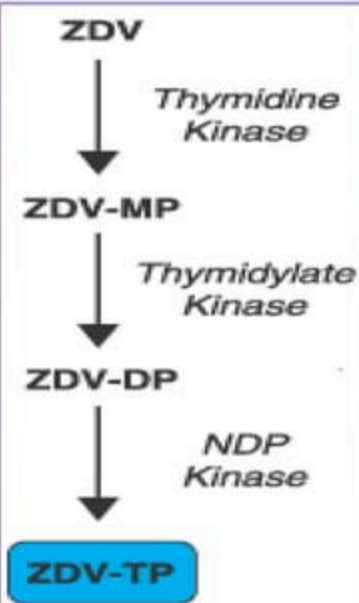 ZDV
Thymidine
Kinase
ZDV-MP
Thymidylate
Kinase
ZDV-DP
NDP
Kinase
ZDV-TP